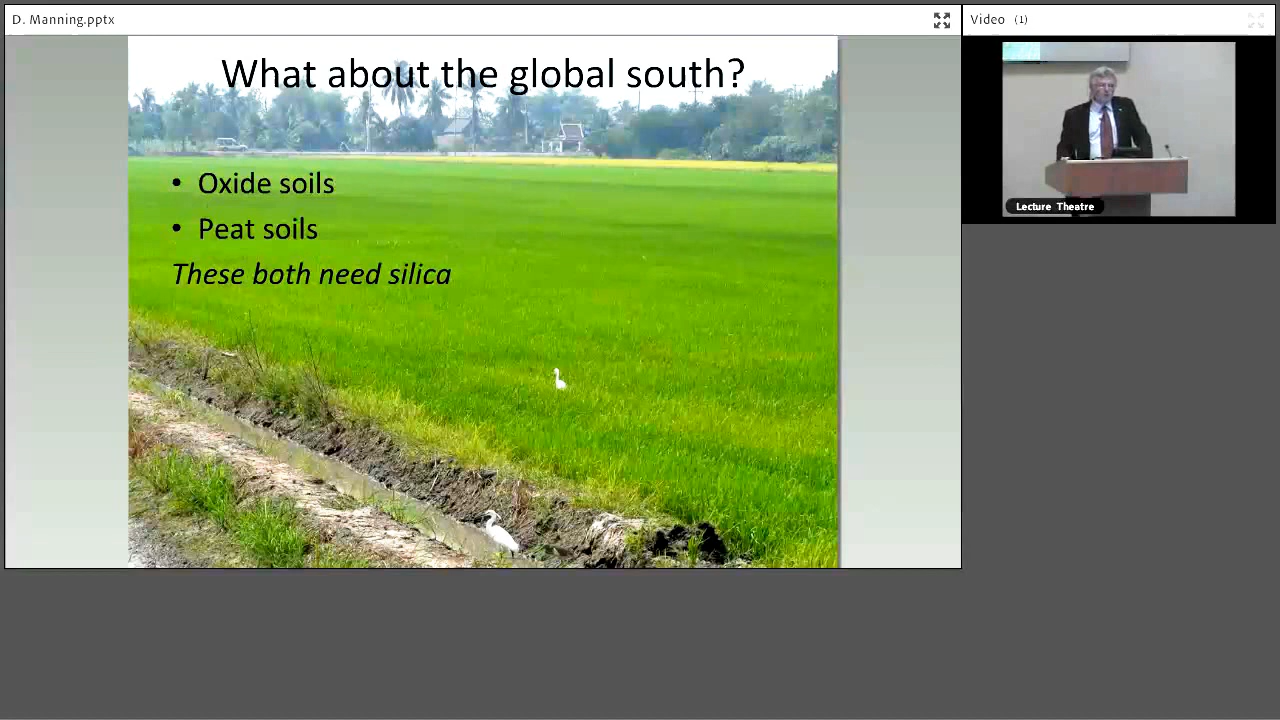 D. Manning.pptx
Video (1)
What about the global south?
• Oxide soils
• Peat soils
These both need silica
Lecture Theatre